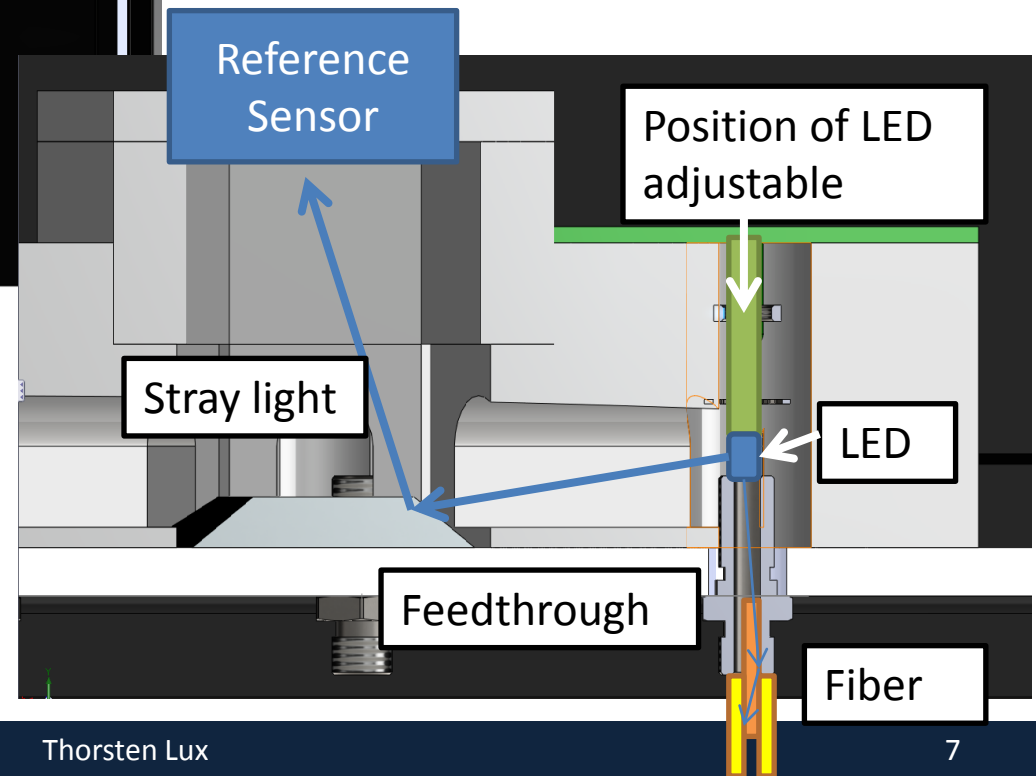 Reference
Sensor
Position of LED
adjustable
Stray light
LED
Feedthrough
Fiber
Thorsten Lux
7